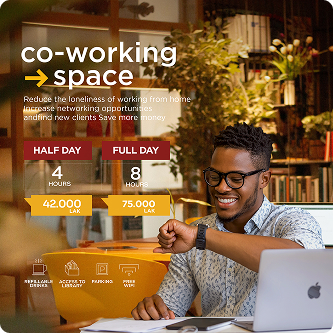 co-working
space
Reduce the loneliness of working from home
Increase networking opportunities
andfind new clients Save more money
HALF DAY
FULL DAY
4
HOURS
8
HOURS
42.000
LAK
75.000
LAK
REFILLABLE
DRINKS
ACCESS TO
LIBRARY
PARKING
FREE
WIFI